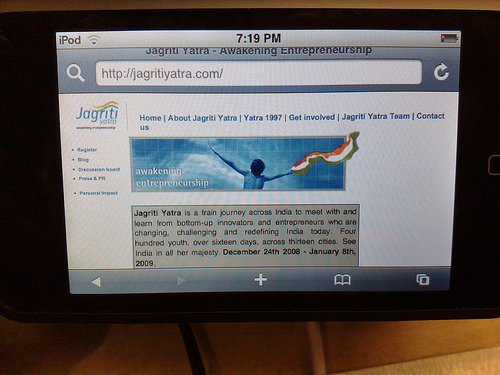 iPod 7:19 PM
Jagriti Yatra - Awakening Entrepreneurship
http://jagritiyatra.com/
Jagriti
yatra
awakening entrepreneurship
Home | About Jagriti Yatra | Yatra 1997 | Get involved | Jagriti Yatra Team | Contact
us
Register
Blog
Discussion board
Press & PR
Personal Impact
awakening
entrepreneurship
Jagriti Yatra is a train journey across India to meet with and
learn from bottom-up innovators and entrepreneurs who are
changing, challenging and redefining India today. Four
hundred youth, over sixteen days, across thirteen cities. See
India in all her majesty. December 24th 2008 - January 8th,
2009.